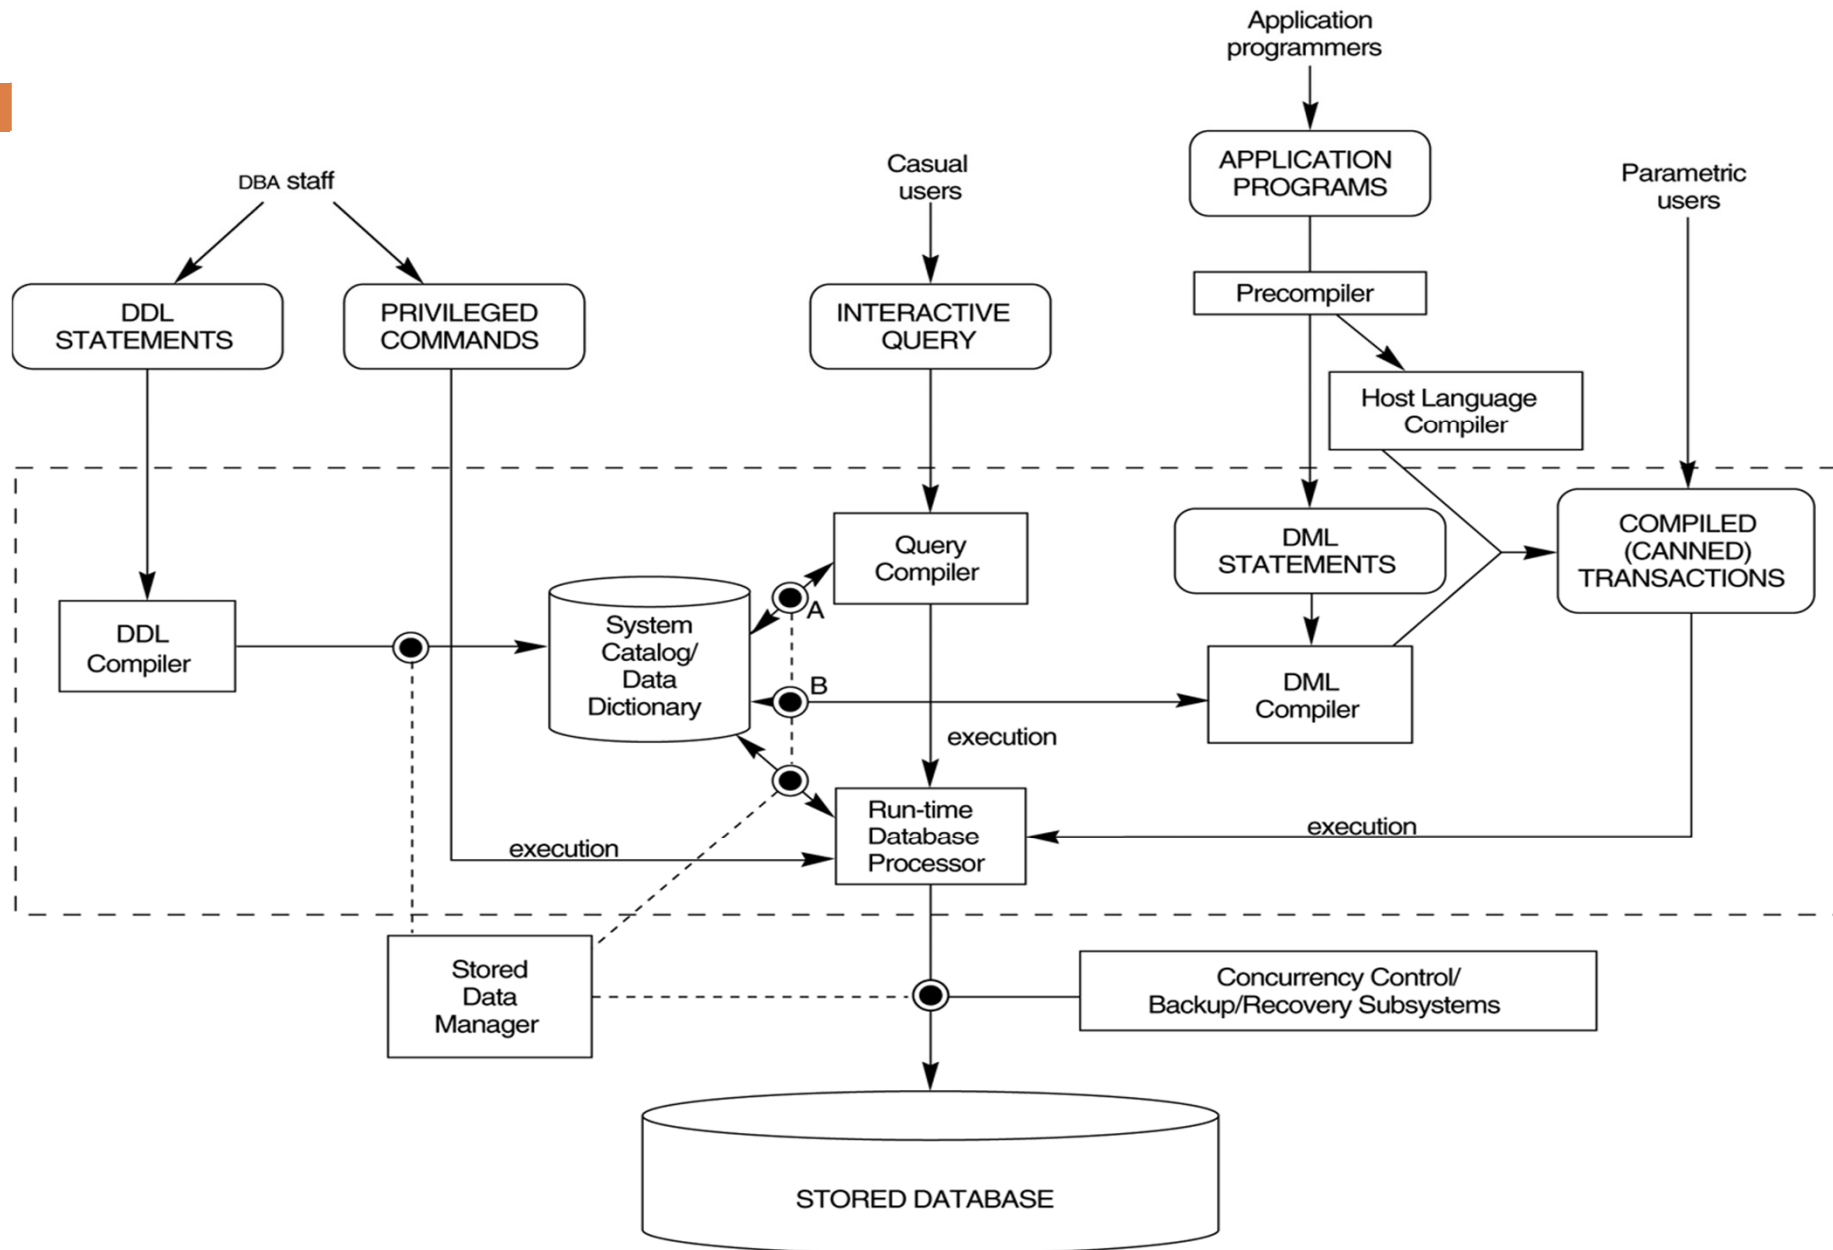 Application
programmers
APPLICATION
PROGRAMS
Casual
users
DBA staff
Parametric
users
Precompiler
DDL
STATEMENTS
PRIVILEGED
COMMANDS
INTERACTIVE
QUERY
Host Language
Compiler
Query
Compiler
DML
STATEMENTS
COMPILED
(CANNED)
TRANSACTIONS
DDL
Compiler
System
Catalog/
Data
Dictionary
A
B
DML
Compiler
execution
Run-time
Database
Processor
execution
execution
Stored
Data
Manager
Concurrency Control/
Backup/Recovery Subsystems
STORED DATABASE